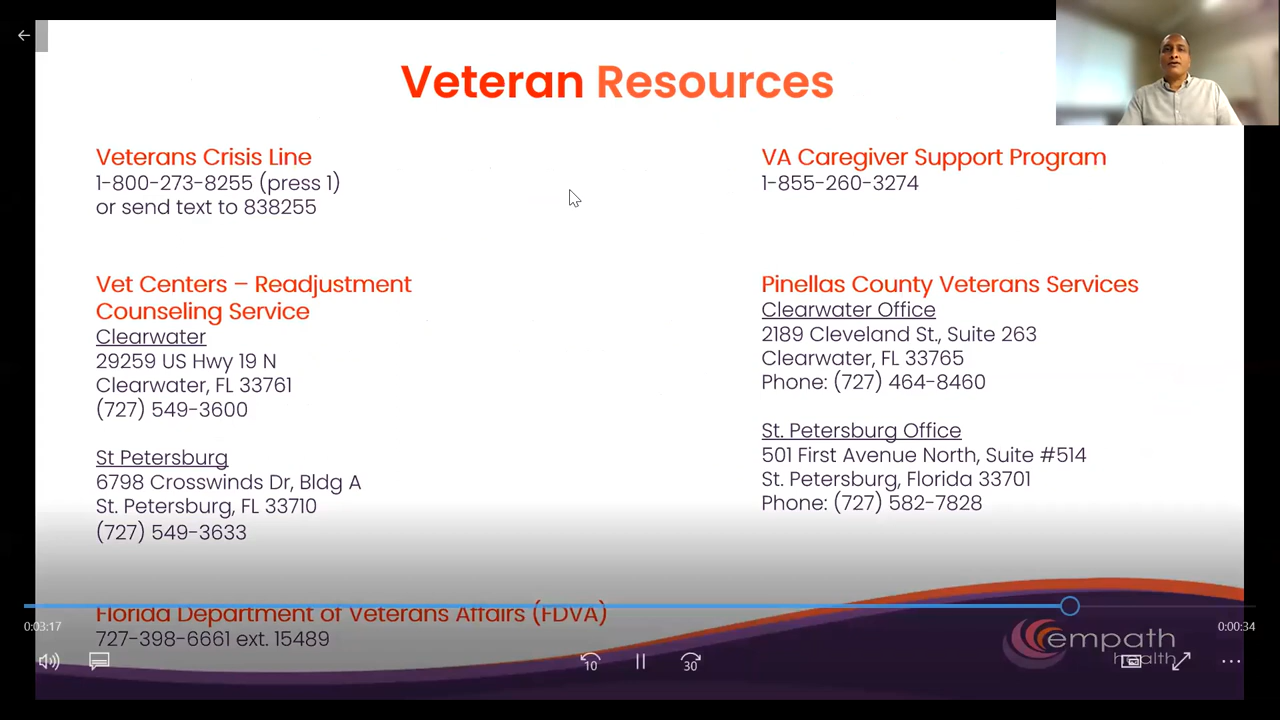 Veteran Resources
Veterans Crisis Line
1-800-273-8255 (press 1)
or send text to 838255
Vet Centers – Readjustment
Counseling Service
Clearwater
29259 US Hwy 19 N
Clearwater, FL 33761
(727) 549-3600
St Petersburg
6798 Crosswinds Dr, Bldg A
St. Petersburg, FL 33710
(727) 549-3633
Florida Department of Veterans Affairs (FDVA)
727-398-6661 ext. 15489
VA Caregiver Support Program
1-855-260-3274
Pinellas County Veterans Services
Clearwater Office
2189 Cleveland St., Suite 263
Clearwater, FL 33765
Phone: (727) 464-8460
St. Petersburg Office
501 First Avenue North, Suite #514
St. Petersburg, Florida 33701
Phone: (727) 582-7828
empath
health
0:03:17
0:00:34
10
30